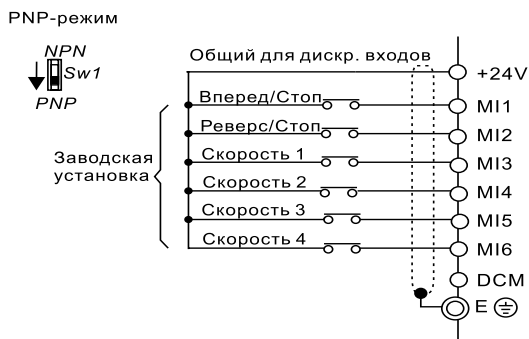 PNP-режим
NPN
Sw1
PNP
Общий для дискр. входов
+24V
Вперед/Стоп
MI1
Реверс/Стоп
MI2
Заводская установка
Скорость 1
MI3
Скорость 2
MI4
Скорость 3
MI5
Скорость 4
MI6
DCM
E